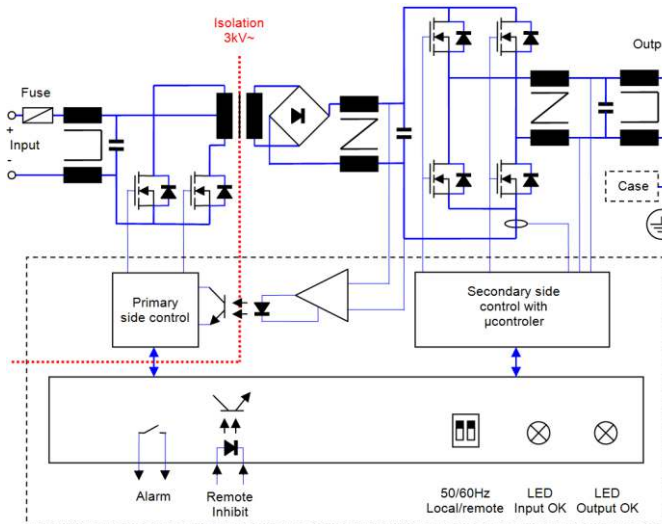 Isolation
3kV~
Outpu
Fuse
+
Input
-
Case
Primary
side control
Secondary side
control with
µcontroler
Alarm
Remote
Inhibit
50/60Hz
Local/remote
LED
Input OK
LED
Output OK